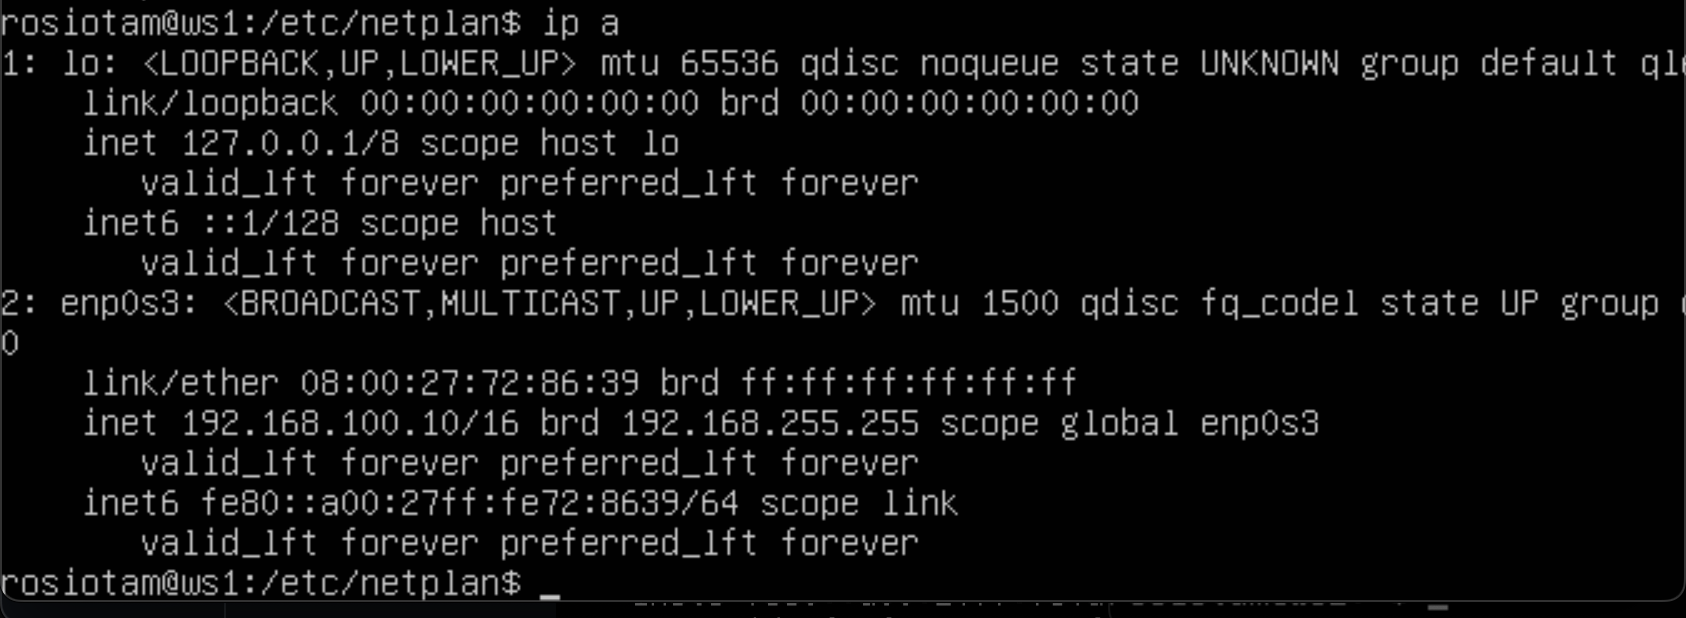 rosiotam@ws1:/etc/netplan$ ip a
1: lo: <LOOPBACK,UP,LOWER_UP> mtu 65536 qdisc noqueue state UNKNOWN group default
link/loopback 00:00:00:00:00:00 brd 00:00:00:00:00:00
inet 127.0.0.1/8 scope host lo
valid_lft forever preferred_lft forever
inet6 ::1/128 scope host
valid_lft forever preferred_lft forever
2: enp0s3: <BROADCAST,MULTICAST,UP,LOWER_UP> mtu 1500 qdisc fq_codel state UP group
0
link/ether 08:00:27:72:86:39 brd ff:ff:ff:ff:ff:ff
inet 192.168.100.10/16 brd 192.168.255.255 scope global enp0s3
valid_lft forever preferred_lft forever
inet6 fe80::a00:27ff:fe72:8639/64 scope link
valid_lft forever preferred_lft forever
rosiotam@ws1:/etc/netplan$ _